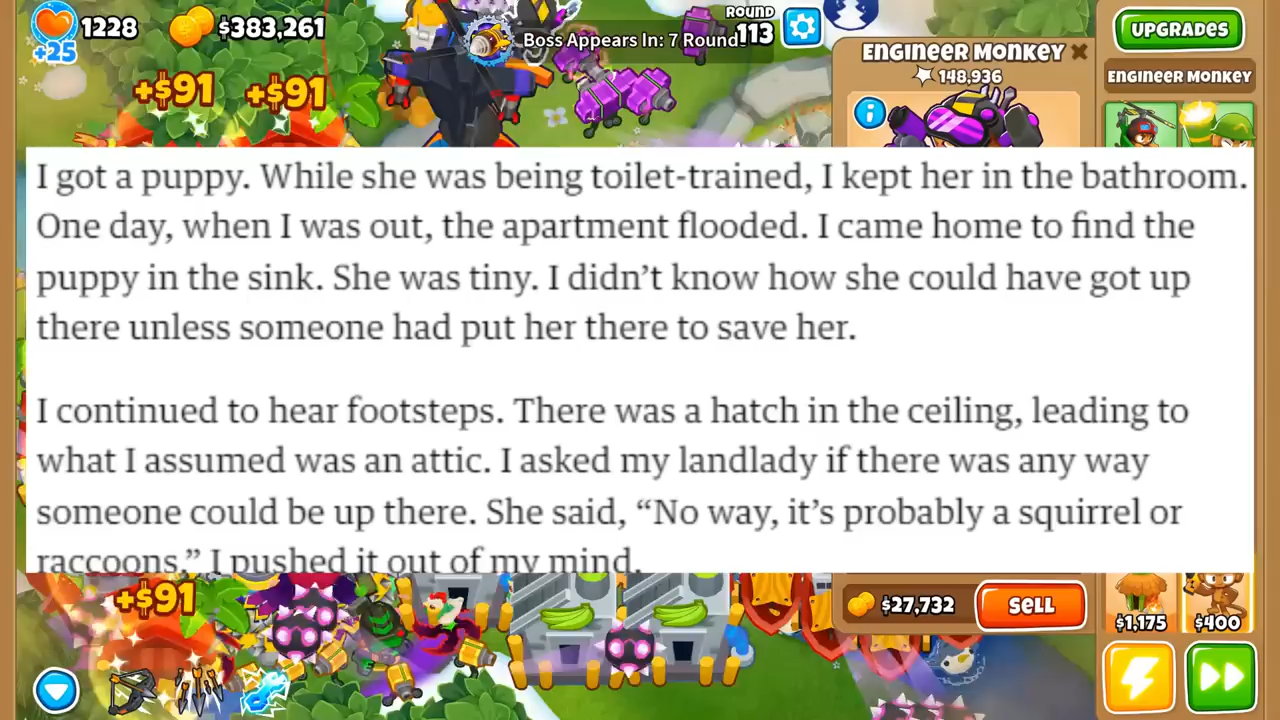 1228
+25
$383,261
Boss Appears In: 7 Round
ROUND
113
+$91 +$91
ENGINEER MONKEY
148,936
UPGRADES
ENGINEER MONKEY
I got a puppy. While she was being toilet-trained, I kept her in the bathroom.
One day, when I was out, the apartment flooded. I came home to find the
puppy in the sink. She was tiny. I didn’t know how she could have got up
there unless someone had put her there to save her.
I continued to hear footsteps. There was a hatch in the ceiling, leading to
what I assumed was an attic. I asked my landlady if there was any way
someone could be up there. She said, “No way, it’s probably a squirrel or
raccoons.” I pushed it out of my mind.
+$91
$27,732
SELL
$1,175
$400